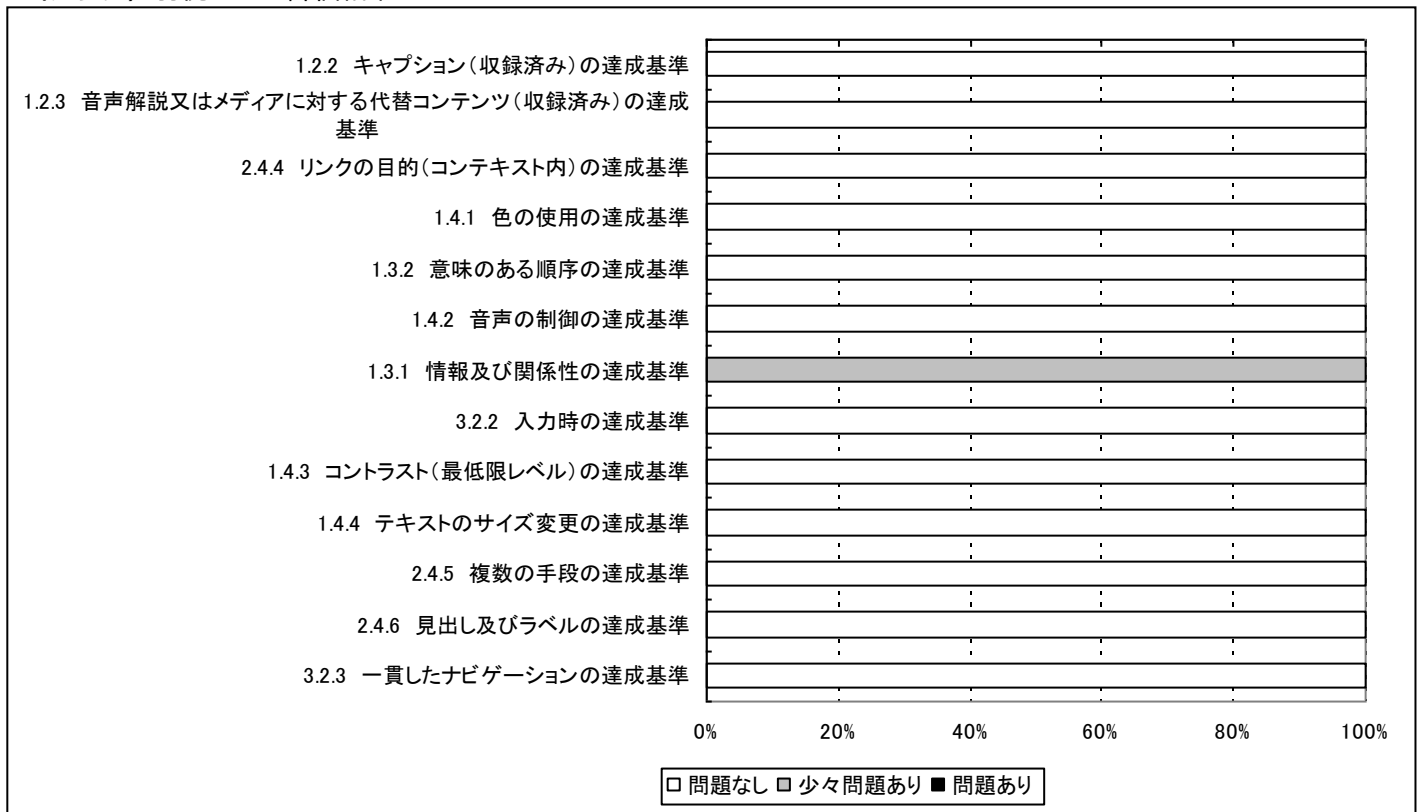 1.2.2 キャプション(収録済み)の達成基準
1.2.3 音声解説又はメディアに対する代替コンテンツ(収録済み)の達成
基準
2.4.4 リンクの目的(コンテキスト内)の達成基準
1.4.1 色の使用の達成基準
1.3.2 意味のある順序の達成基準
1.4.2 音声の制御の達成基準
1.3.1 情報及び関係性の達成基準
3.2.2 入力時の達成基準
1.4.3 コントラスト(最低限レベル)の達成基準
1.4.4 テキストのサイズ変更の達成基準
2.4.5 複数の手段の達成基準
2.4.6 見出し及びラベルの達成基準
3.2.3 一貫したナビゲーションの達成基準
0% 20% 40% 60% 80% 100%
問題なし 少々問題あり 問題あり